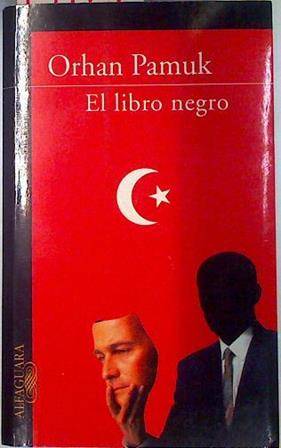 Orhan Pamuk
El libro negro
ALFAGUARA